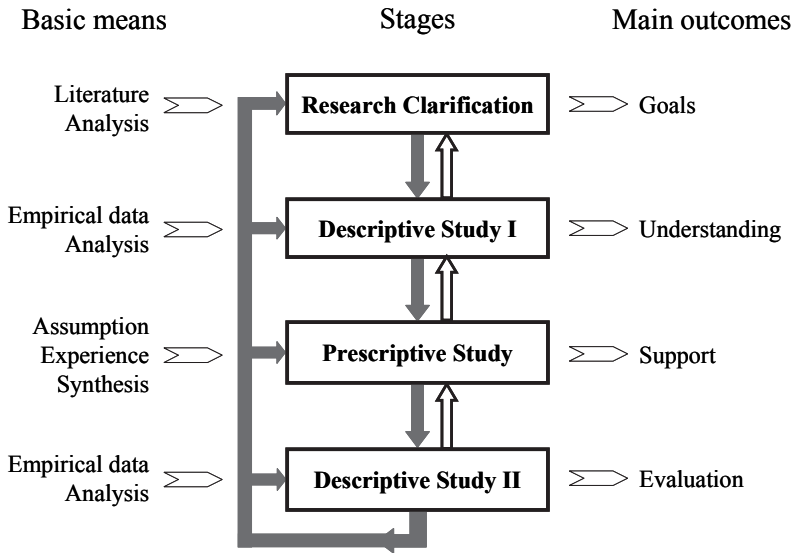 Basic means
Stages
Main outcomes
Literature
Analysis
Research Clarification
Goals
Empirical data
Analysis
Descriptive Study I
Understanding
Assumption
Experience
Synthesis
Prescriptive Study
Support
Empirical data
Analysis
Descriptive Study II
Evaluation